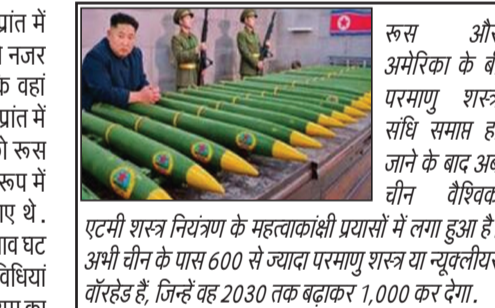 प्रांत में
नजर
वहां
प्रांत में
रूस
रूप में
गए थे.
घट
विधियां
रूस और
अमेरिका के
परमाणु शस्त्र
संधि समाप्त
जाने के बाद अब
चीन वैश्विक
एटमी शस्त्र नियंत्रण के महत्वाकांक्षी प्रयासों में लगा हुआ है.
अभी चीन के पास 600 से ज्यादा परमाणु शस्त्र या न्यूक्लीयर
वॉरहेड हैं, जिन्हें वह 2030 तक बढ़ाकर 1,000 कर देगा.